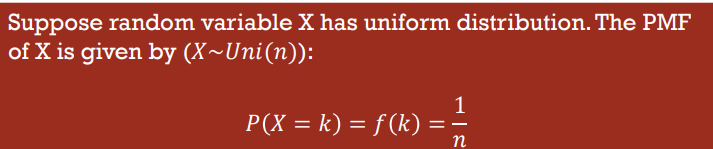 Suppose random variable X has uniform distribution. The PMF
of X is given by (X~Uni(n)):
P(X = k) = f(k) = 1/n